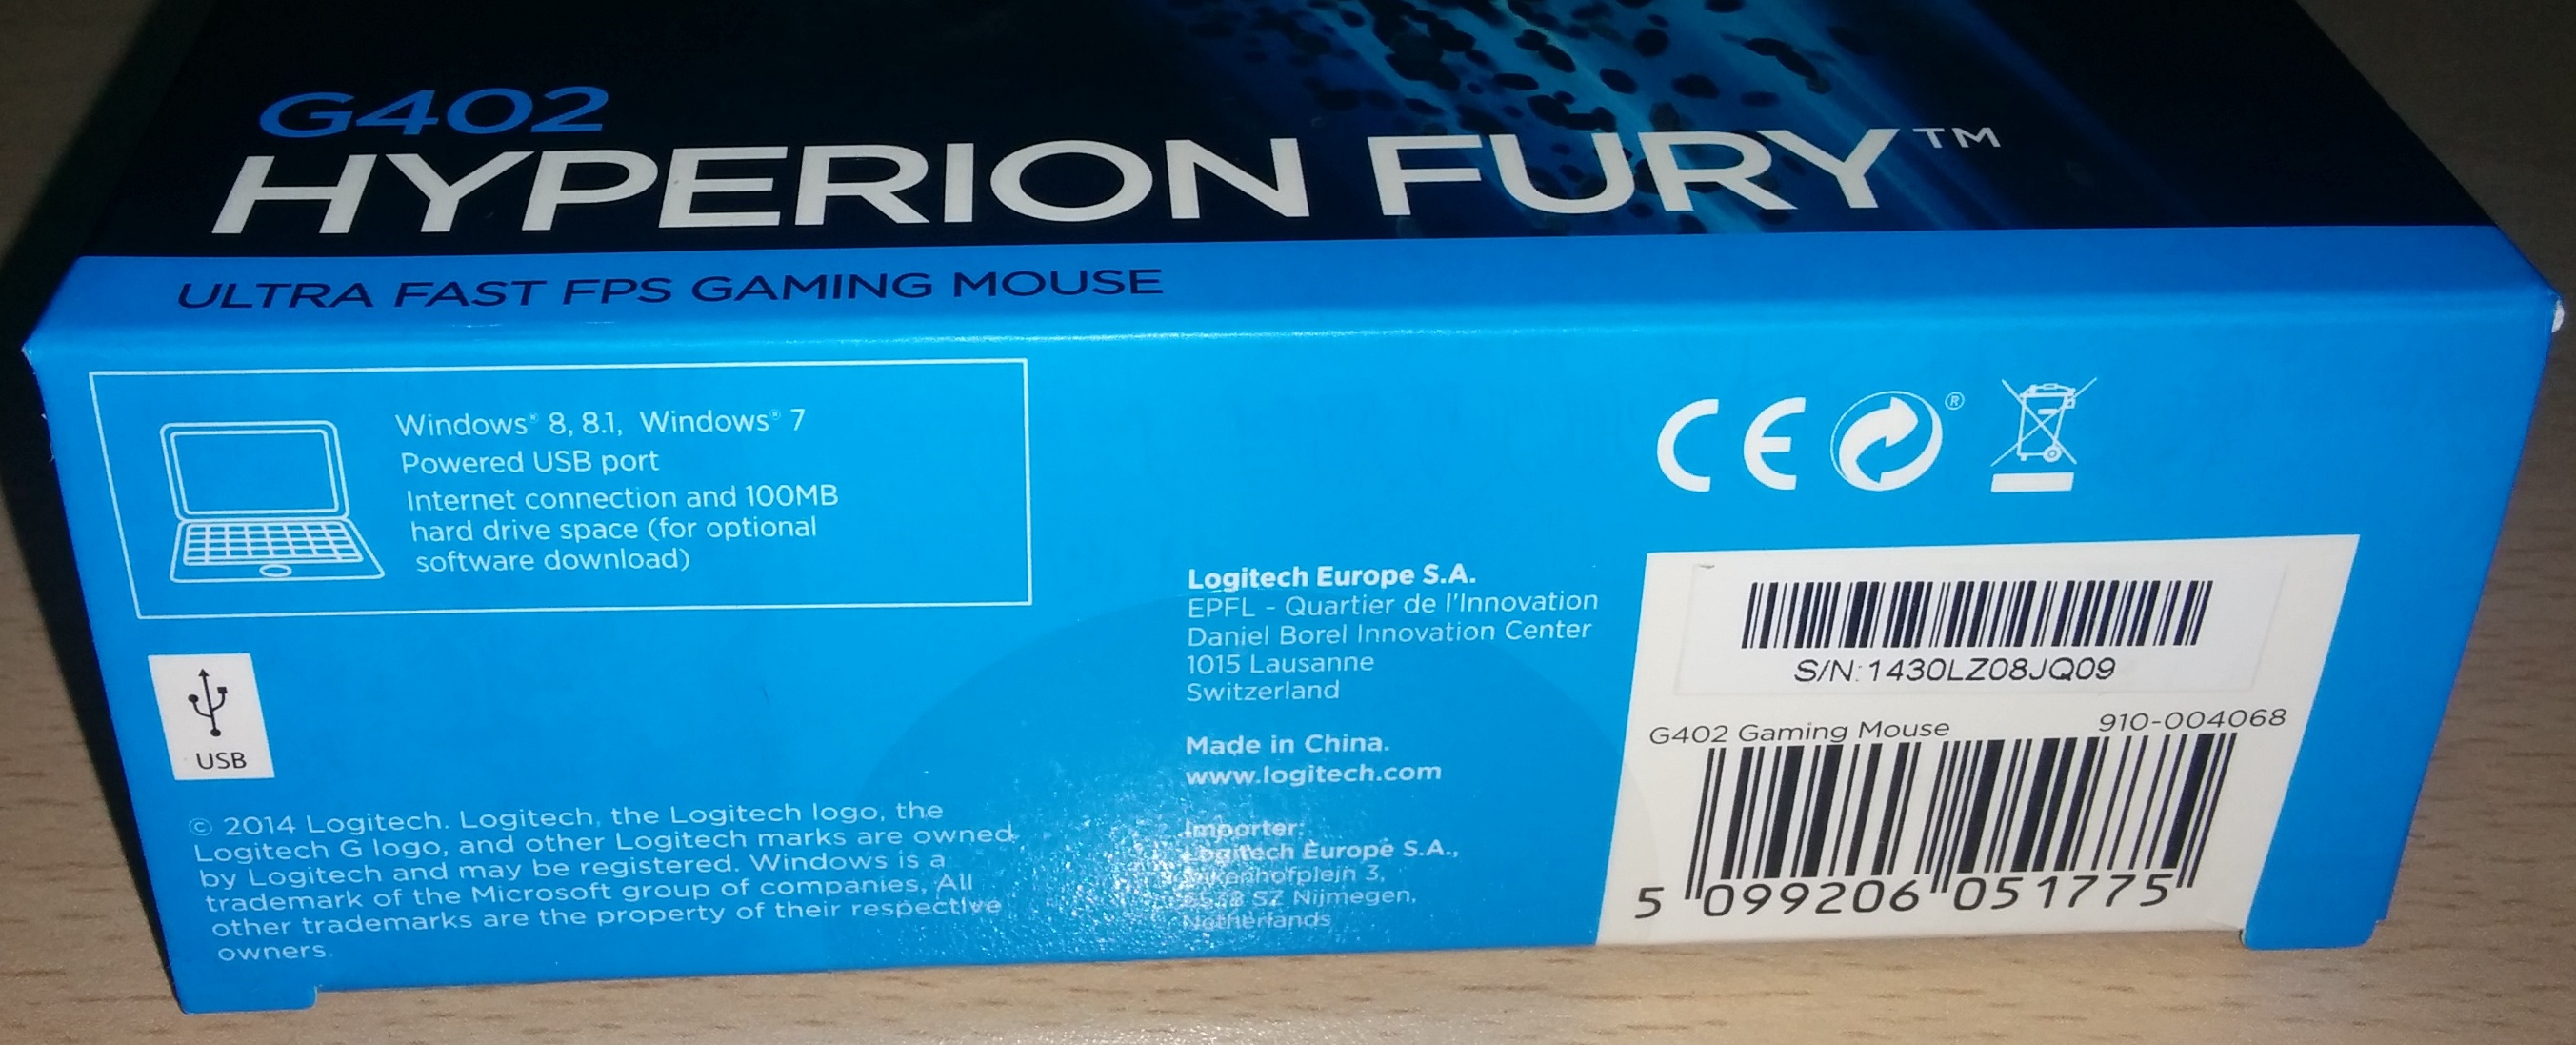 G402
HYPERION FURY™
ULTRA FAST FPS GAMING MOUSE
Windows® 8, 8.1, Windows® 7
Powered USB port
Internet connection and 100MB
hard drive space (for optional
software download)
USB
© 2014 Logitech. Logitech, the Logitech logo, the
Logitech G logo, and other Logitech marks are owned
by Logitech and may be registered. Windows is a
trademark of the Microsoft group of companies, All
other trademarks are the property of their respective
owners.
Logitech Europe S.A.
EPFL - Quartier de l'Innovation
Daniel Borel Innovation Center
1015 Lausanne
Switzerland
Made in China.
www.logitech.com
Importer:
Logitech Europe S.A.,
3,
SZ Nijmegen,
Netherlands
CE
®
S/N:1430LZ08JQ09
G402 Gaming Mouse 910-004068
5 099206 051775